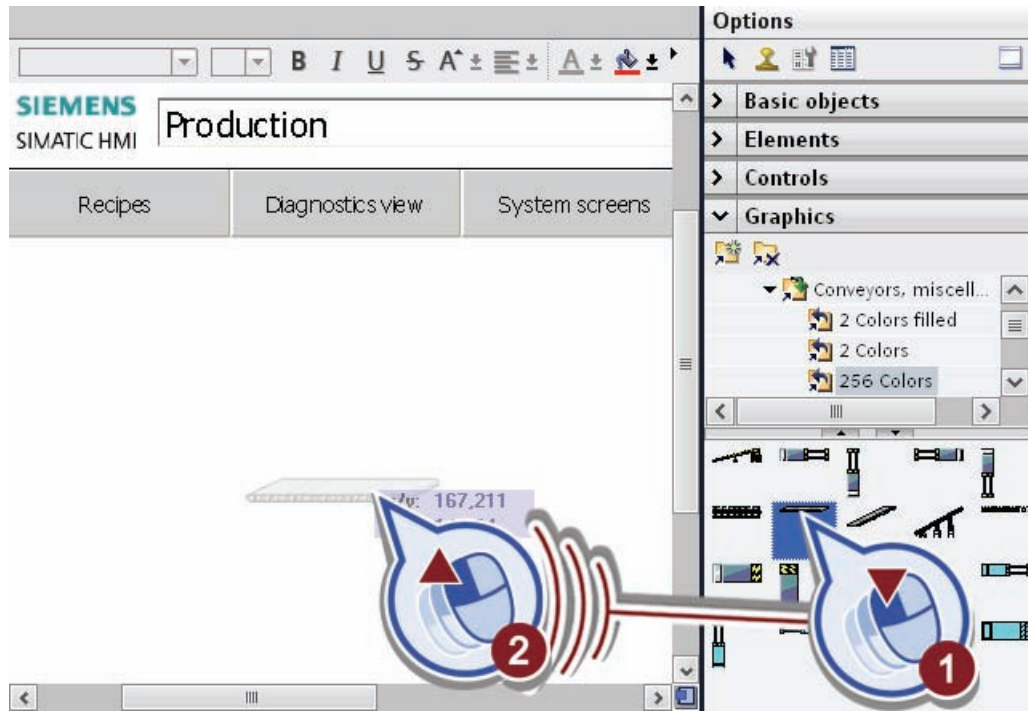 Options
B I U S A A
SIEMENS
SIMATIC HMI
Production
Basic objects
Elements
Controls
Recipes
Diagnostics view
System screens
Graphics
Conveyors, miscell...
2 Colors filled
2 Colors
256 Colors
167,211
2
1